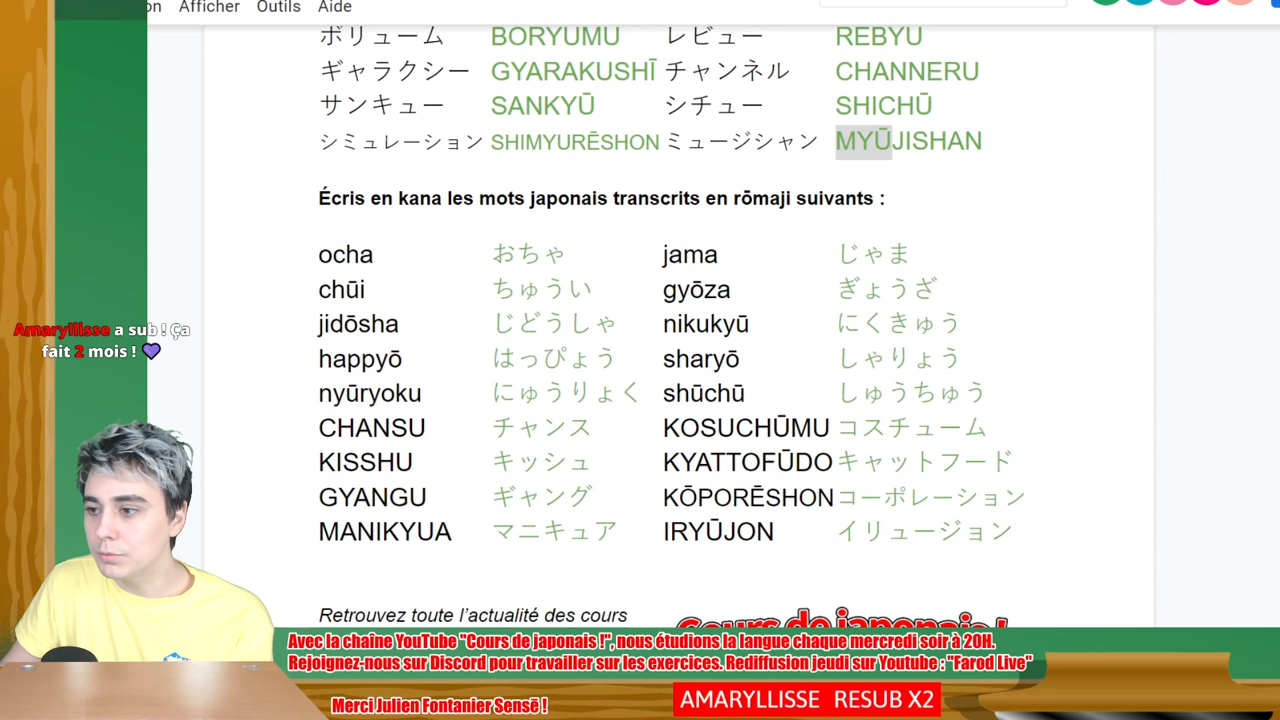 on Afficher Outils Aide
ボリューム BORYUMU レビュー REBYU
ギャラクシー GYARAKUSHĪ チャンネル CHANNERU
サンキュー SANKYŪ シチュー SHICHŪ
シミュレーション SHIMYURĒSHON ミュージシャン MYŪJISHAN
Écris en kana les mots japonais transcrits en rōmaji suivants :
ocha おちゃ jama じゃま
chūi ちゅうい gyōza ぎょうざ
jidōsha じどうしゃ nikukyū にくきゅう
happyō はっぴょう sharyō しゃりょう
nyūryoku にゅうりょく shūchū しゅうちゅう
CHANSU チャンス KOSUCHŪMU コスチューム
KISSHU キッシュ KYATTOFŪDO キャットフード
GYANGU ギャング KŌPORĒSHON コーポレーション
MANIKYUA マニキュア IRYŪJON イリュージョン
Amaryllisse a sub ! Ça
fait 2 mois ! 💜
Retrouvez toute l'actualité des cours
Cours de japonais !
Avec la chaîne YouTube "Cours de japonais !", nous étudions la langue chaque mercredi soir à 20H.
Rejoignez-nous sur Discord pour travailler sur les exercices. Rediffusion jeudi sur Youtube : "Farod Live"
Merci Julien Fontanier Sensē !
AMARYLLISSE RESUB X2